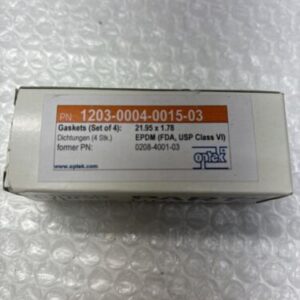 PN: 1203-0004-0015-03
Gaskets (Set of 4): 21.95 x 1.78
Dichtungen (4 Stk.) EPDM (FDA, USP Class VI)
former PN: 0208-4001-03
www.optek.com optek